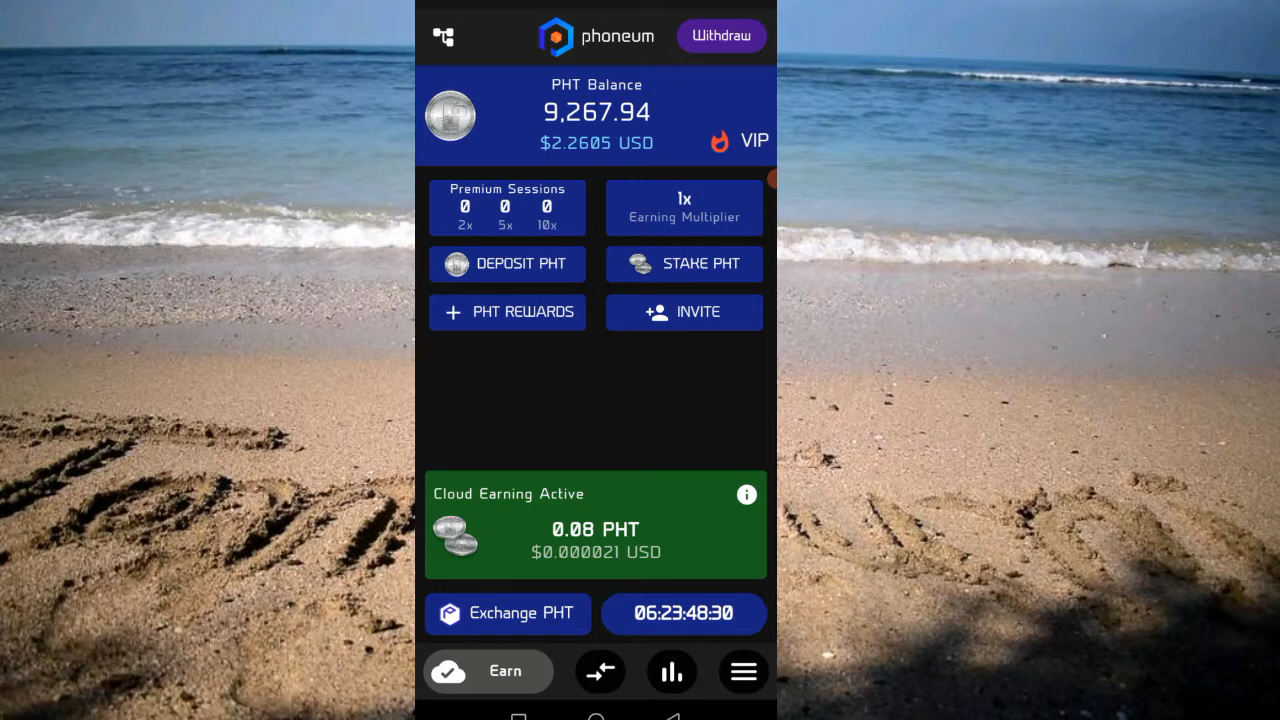 phoneum
Withdraw
PHT Balance
9,267.94
$2.2605 USD
VIP
Premium Sessions
0 0 0
2x 5x 10x
1x
Earning Multiplier
DEPOSIT PHT
STAKE PHT
+ PHT REWARDS
INVITE
Cloud Earning Active
0.08 PHT
$0.000021 USD
Exchange PHT
06:23:48:30
Earn